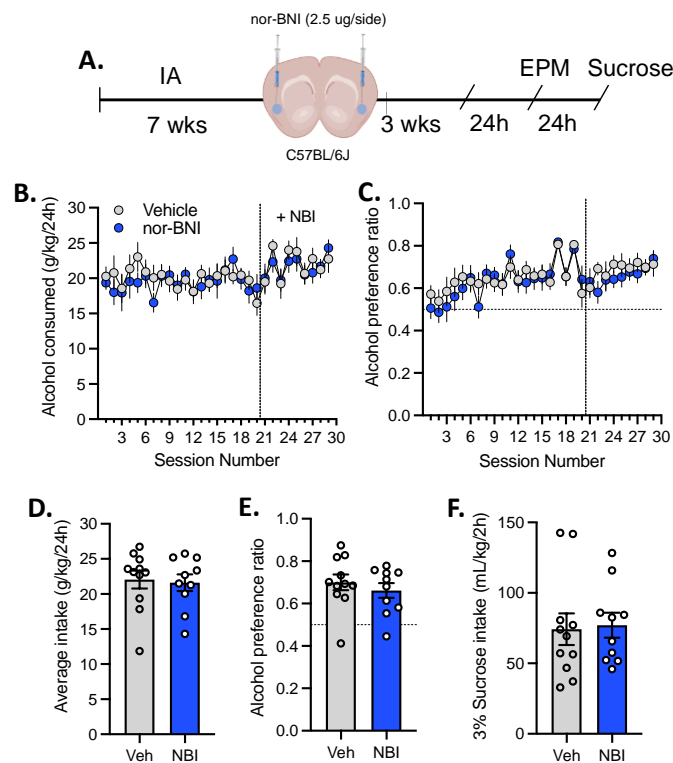 nor-BNI (2.5 ug/side)
A.
IA
EPM
Sucrose
7 wks
3 wks
24h
24h
C57BL/6J
B.
Vehicle
nor-BNI
+ NBI
Alcohol consumed (g/kg/24h)
30
25
20
15
10
5
0
3 6 9 12 15 18 21 24 27 30
Session Number
C.
Alcohol preference ratio
1.0
0.8
0.6
0.4
0.2
0.0
3 6 9 12 15 18 21 24 27 30
Session Number
D.
Average intake (g/kg/24h)
30
25
20
15
10
5
0
Veh NBI
E.
Alcohol preference ratio
1.0
0.8
0.6
0.4
0.2
0.0
Veh NBI
F.
3% Sucrose intake (mL/kg/2h)
150
100
50
0
Veh NBI